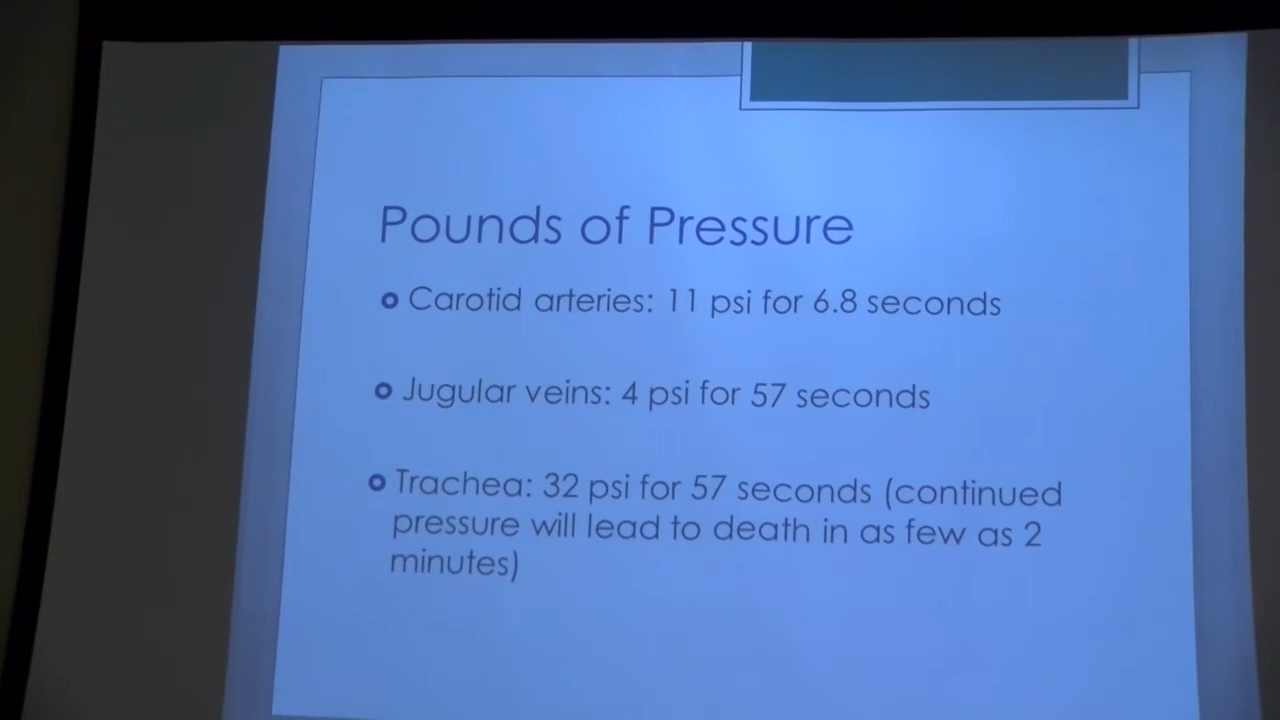 Pounds of Pressure
Carotid arteries: 11 psi for 6.8 seconds
Jugular veins: 4 psi for 57 seconds
Trachea: 32 psi for 57 seconds (continued
pressure will lead to death in as few as 2
minutes)